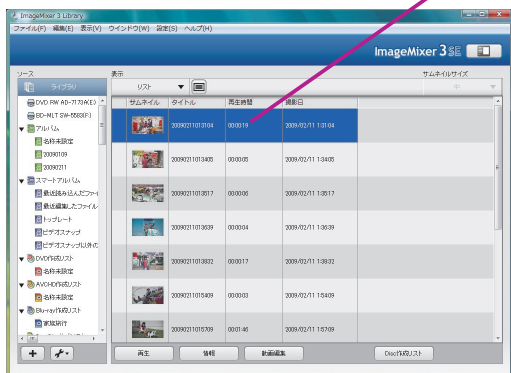 ImageMixer 3 Library
ファイル(F) 編集(E) 表示(V) ウインドウ(W) 設定(S) ヘルプ(H)
ImageMixer 3 SE
ソース 表示 サムネイルサイズ
ライブラリ リスト
サムネイル タイトル 再生時間 撮影日
DVD RW AD-7173A(E)
BD-MLT SW-5583(F)
アルバム
名称未設定
20090109
20090211
スマートアルバム
最近読み込んだファイ
最近編集したファイル
トップレート
ビデオスナップ
ビデオスナップ以外の
DVD作成リスト
名称未設定
AVCHD作成リスト
名称未設定
Blu-ray作成リスト
家族旅行
20090211013104 00:00:19 2009/02/11 1:31:04
20090211013405 00:00:05 2009/02/11 1:34:05
20090211013517 00:00:06 2009/02/11 1:35:17
20090211013639 00:00:04 2009/02/11 1:36:39
20090211013832 00:00:17 2009/02/11 1:38:32
20090211015409 00:00:03 2009/02/11 1:54:09
20090211015709 00:01:46 2009/02/11 1:57:09
再生 情報 動画編集 Disc作成リスト